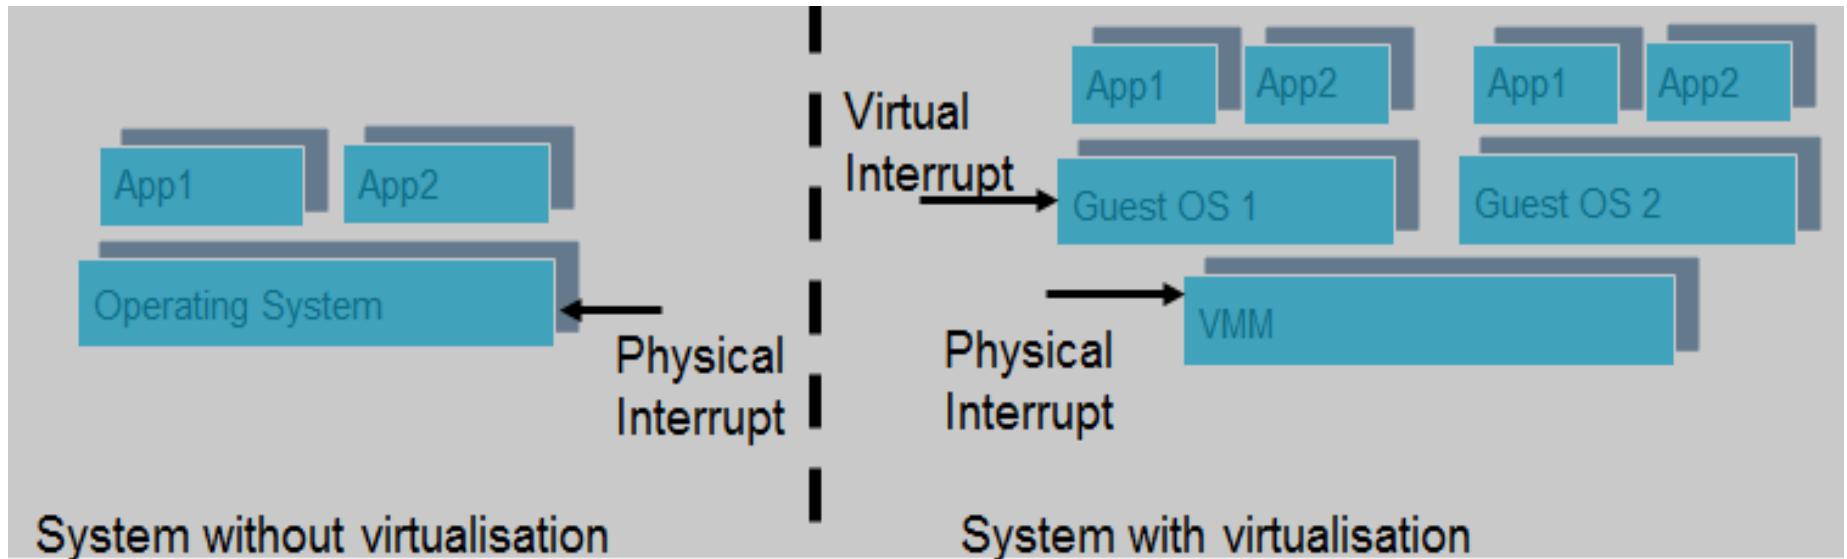 App1
App2
Operating System
Physical
Interrupt
System without virtualisation
Virtual
Interrupt
App1
App2
App1
App2
Guest OS 1
Guest OS 2
VMM
Physical
Interrupt
System with virtualisation